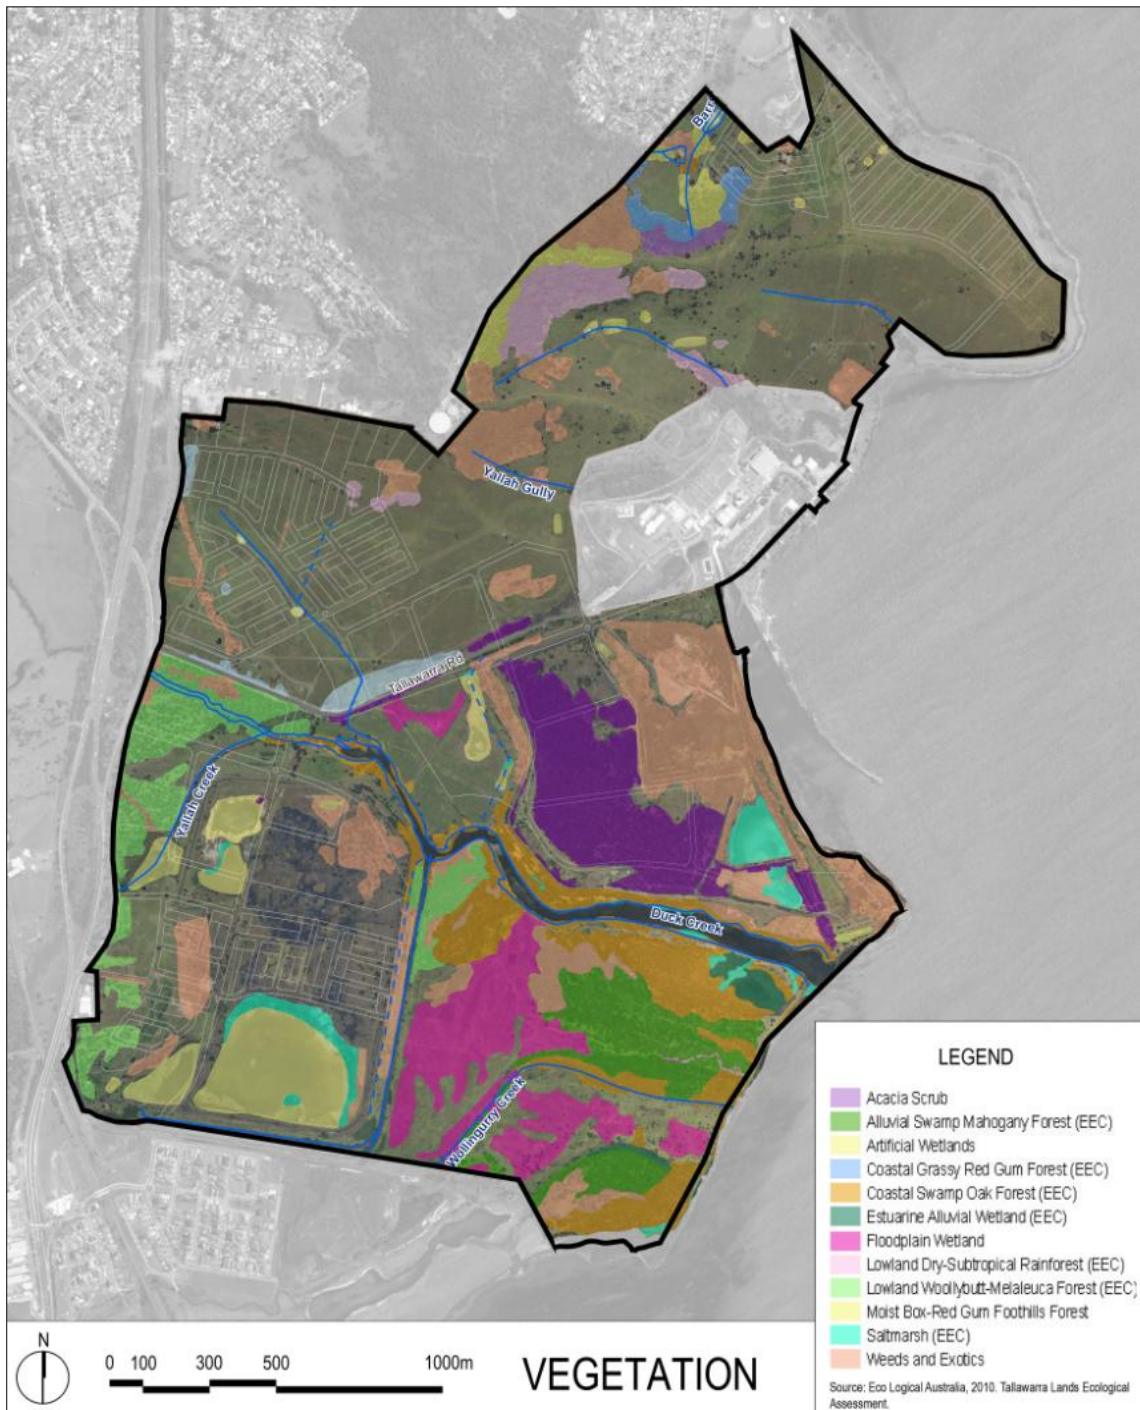 Barr
Yallah Gully
Tallawarra Rd
Yallah Creek
Duck Creek
Wollingurry Creek
LEGEND
Acacia Scrub
Alluvial Swamp Mahogany Forest (EEC)
Artificial Wetlands
Coastal Grassy Red Gum Forest (EEC)
Coastal Swamp Oak Forest (EEC)
Estuarine Alluvial Wetland (EEC)
Floodplain Wetland
Lowland Dry-Subtropical Rainforest (EEC)
Lowland Woollybutt-Melaleuca Forest (EEC)
Moist Box-Red Gum Foothills Forest
Saltmarsh (EEC)
Weeds and Exotics
Source: Eco Logical Australia, 2010. Tallawarra Lands Ecological
Assessment.
N
0 100 300 500 1000m
VEGETATION